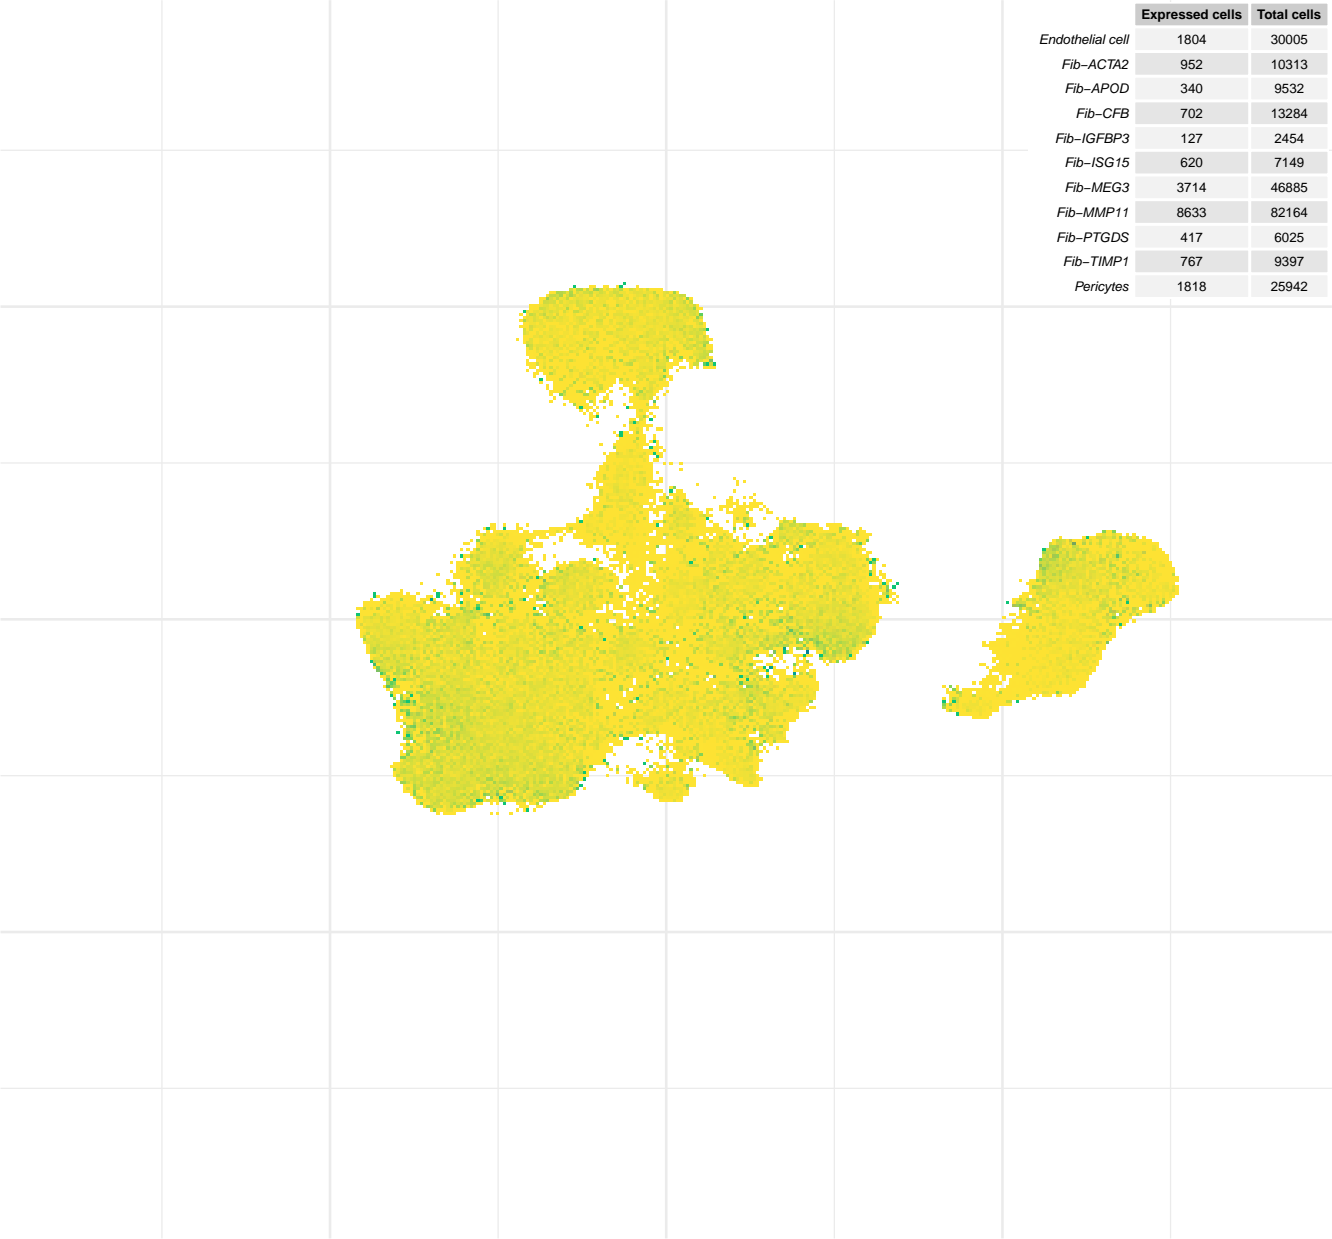 Expressed cells Total cells
Endothelial cell 1804 30005
Fib−ACTA2 952 10313
Fib−APOD 340 9532
Fib−CFB 702 13284
Fib−IGFBP3 127 2454
Fib−ISG15 620 7149
Fib−MEG3 3714 46885
Fib−MMP11 8633 82164
Fib−PTGDS 417 6025
Fib−TIMP1 767 9397
Pericytes 1818 25942